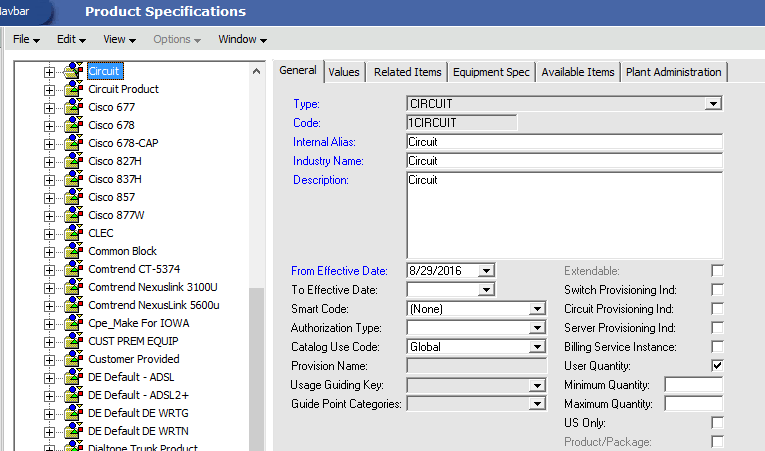 Navbar
Product Specifications
File Edit View Options Window
Circuit
Circuit Product
Cisco 677
Cisco 678
Cisco 678-CAP
Cisco 827H
Cisco 837H
Cisco 857
Cisco 877W
CLEC
Common Block
Comtrend CT-5374
Comtrend Nexuslink 3100U
Comtrend NexusLink 5600u
Cpe_Make For IOWA
CUST PREM EQUIP
Customer Provided
DE Default - ADSL
DE Default - ADSL2+
DE Default DE WRTG
DE Default DE WRTN
Dialtone Trunk Product
General Values Related Items Equipment Spec Available Items Plant Administration
Type: CIRCUIT
Code: 1CIRCUIT
Internal Alias: Circuit
Industry Name: Circuit
Description: Circuit
From Effective Date: 8/29/2016
To Effective Date:
Smart Code: (None)
Authorization Type:
Catalog Use Code: Global
Provision Name:
Usage Guiding Key:
Guide Point Categories:
Extendable:
Switch Provisioning Ind:
Circuit Provisioning Ind:
Server Provisioning Ind:
Billing Service Instance:
User Quantity:
Minimum Quantity:
Maximum Quantity:
US Only:
Product/Package: